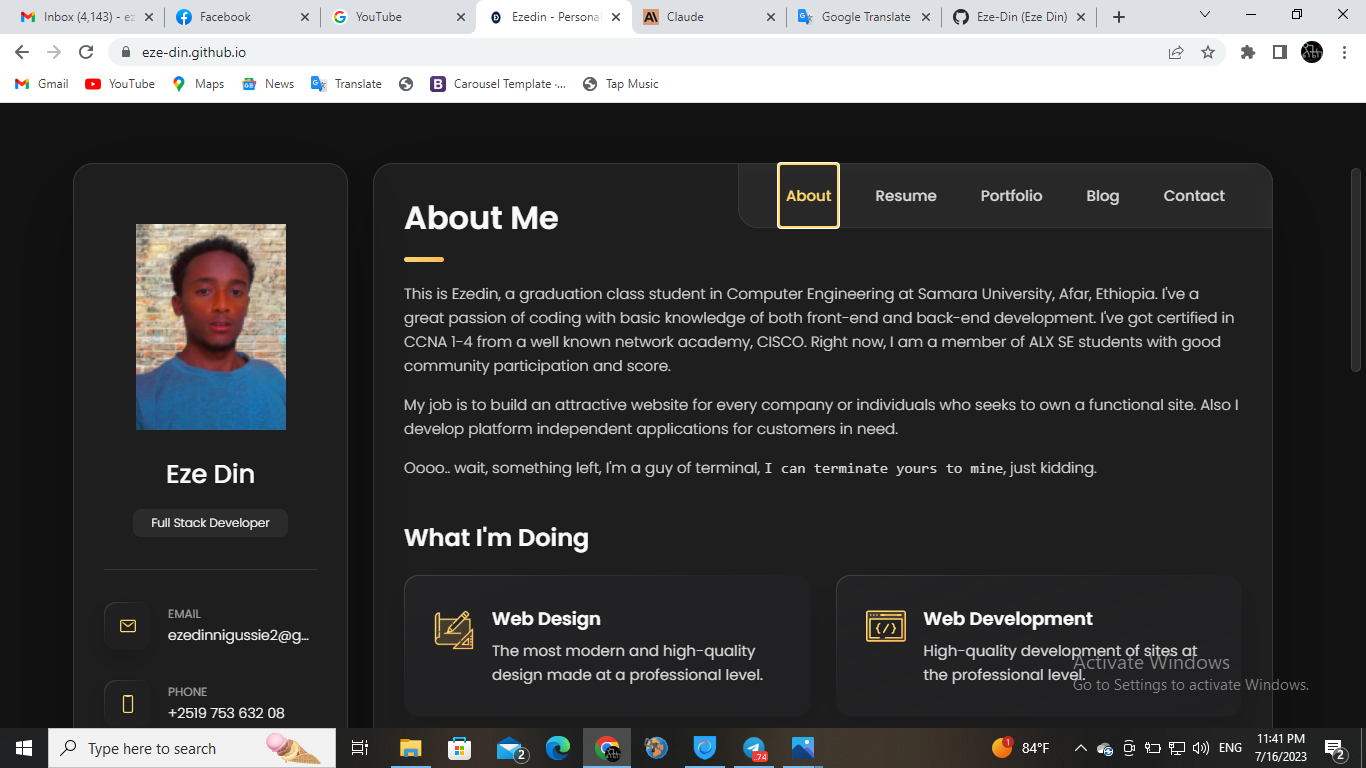 Inbox (4,143) - ez
Facebook
YouTube
Ezedin - Personal
Claude
Google Translate
Eze-Din (Eze Din)
eze-din.github.io
Gmail
YouTube
Maps
News
Translate
Carousel Template ·...
Tap Music
About
Resume
Portfolio
Blog
Contact
Eze Din
Full Stack Developer
EMAIL
ezedinnigussie2@g...
PHONE
+2519 753 632 08
About Me
This is Ezedin, a graduation class student in Computer Engineering at Samara University, Afar, Ethiopia. I've a
great passion of coding with basic knowledge of both front-end and back-end development. I've got certified in
CCNA 1-4 from a well known network academy, CISCO. Right now, I am a member of ALX SE students with good
community participation and score.
My job is to build an attractive website for every company or individuals who seeks to own a functional site. Also I
develop platform independent applications for customers in need.
Oooo.. wait, something left, I'm a guy of terminal, I can terminate yours to mine, just kidding.
What I'm Doing
Web Design
The most modern and high-quality
design made at a professional level.
Web Development
High-quality development of sites at
the professional level.
Activate Windows
Go to Settings to activate Windows.
Type here to search
2
74
1
84°F
ENG
11:41 PM
7/16/2023
2